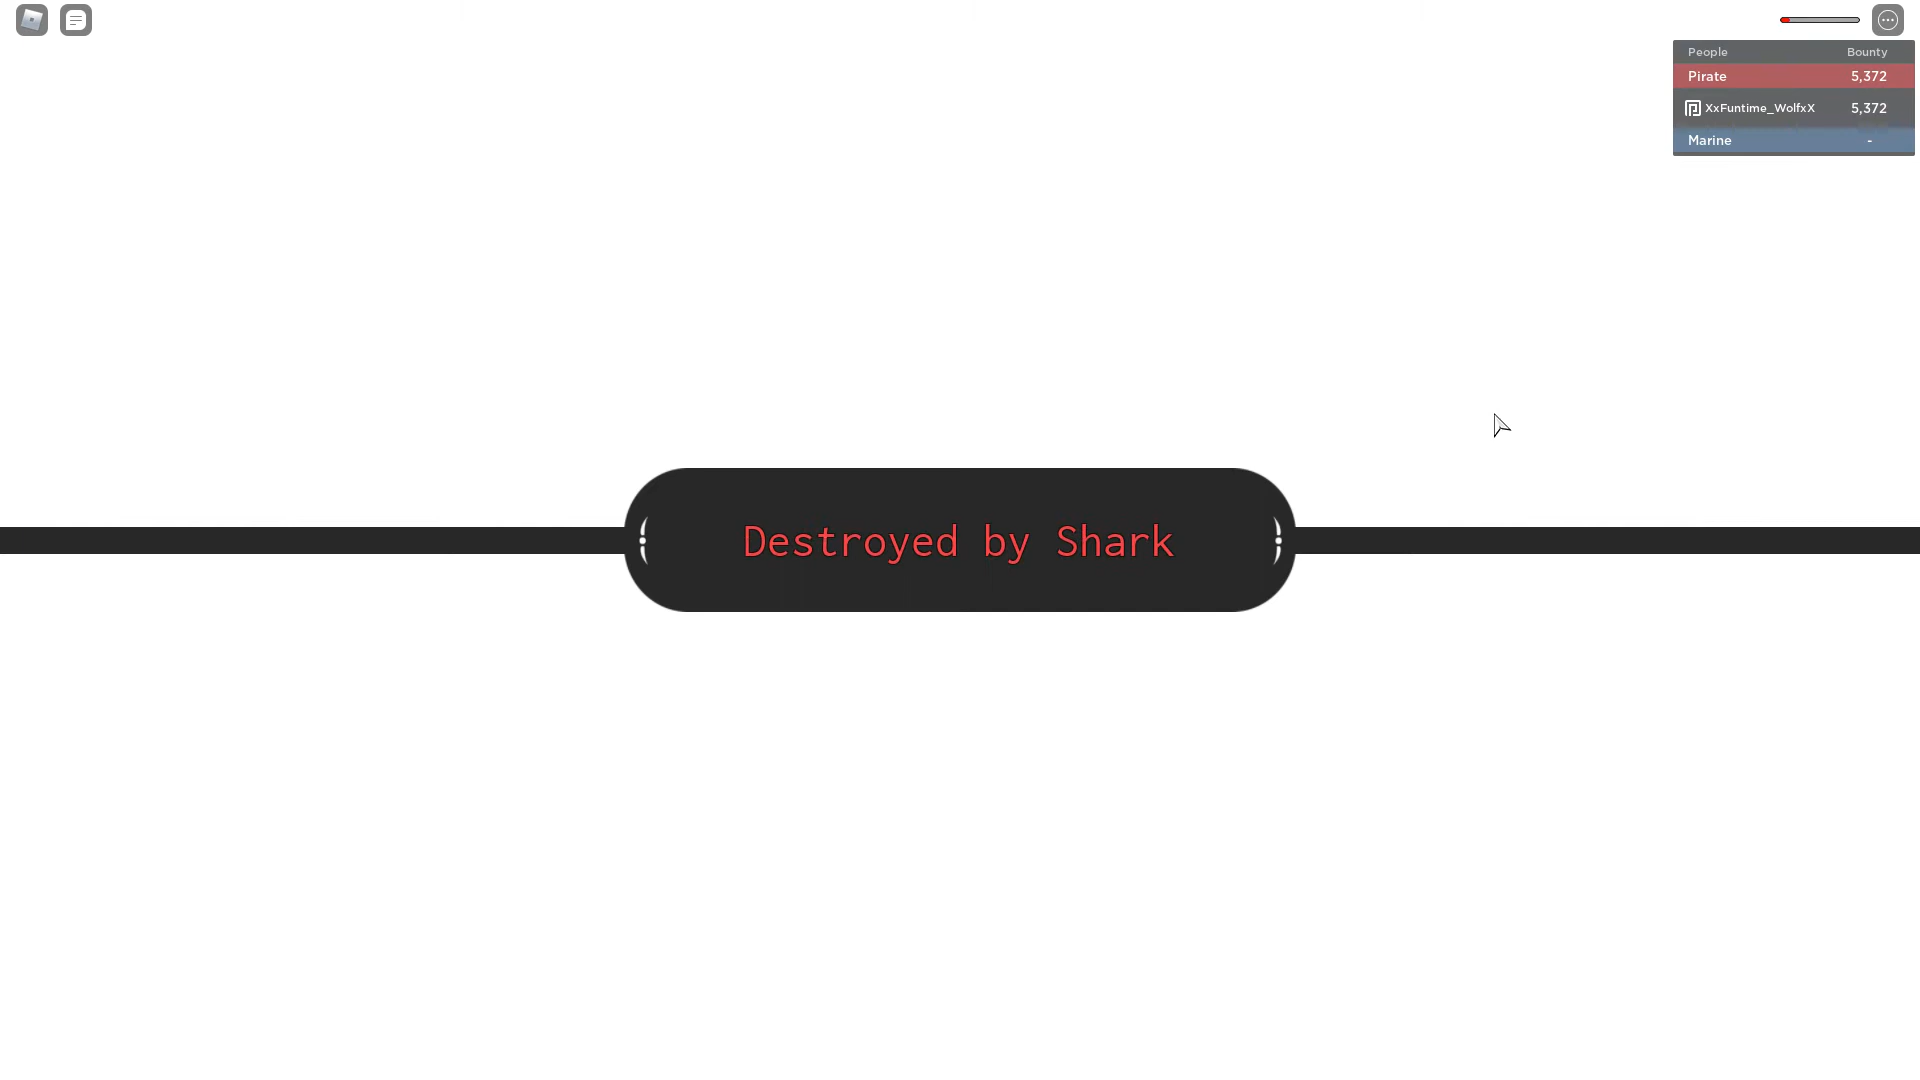 People Bounty
Pirate 5,372
XxFuntime_WolfxX 5,372
Marine -
Destroyed by Shark